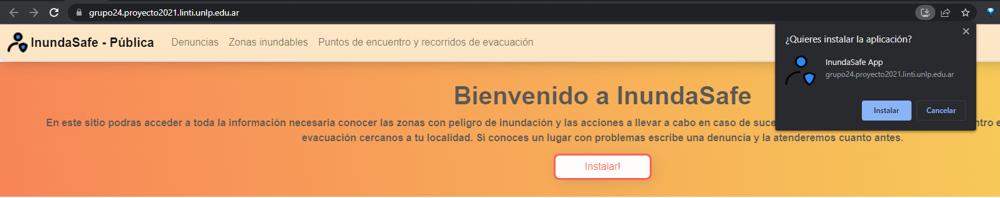 grupo24.proyecto2021.linti.unlp.edu.ar
InundaSafe - Pública
Denuncias
Zonas inundables
Puntos de encuentro y recorridos de evacuación
¿Quieres instalar la aplicación?
InundaSafe App
grupo24.proyecto2021.linti.unlp.edu.ar
Instalar
Cancelar
Bienvenido a InundaSafe
En este sitio podras acceder a toda la información necesaria conocer las zonas con peligro de inundación y las acciones a llevar a cabo en caso de suce
evacuación cercanos a tu localidad. Si conoces un lugar con problemas escribe una denuncia y la atenderemos cuanto antes.
Instalar!